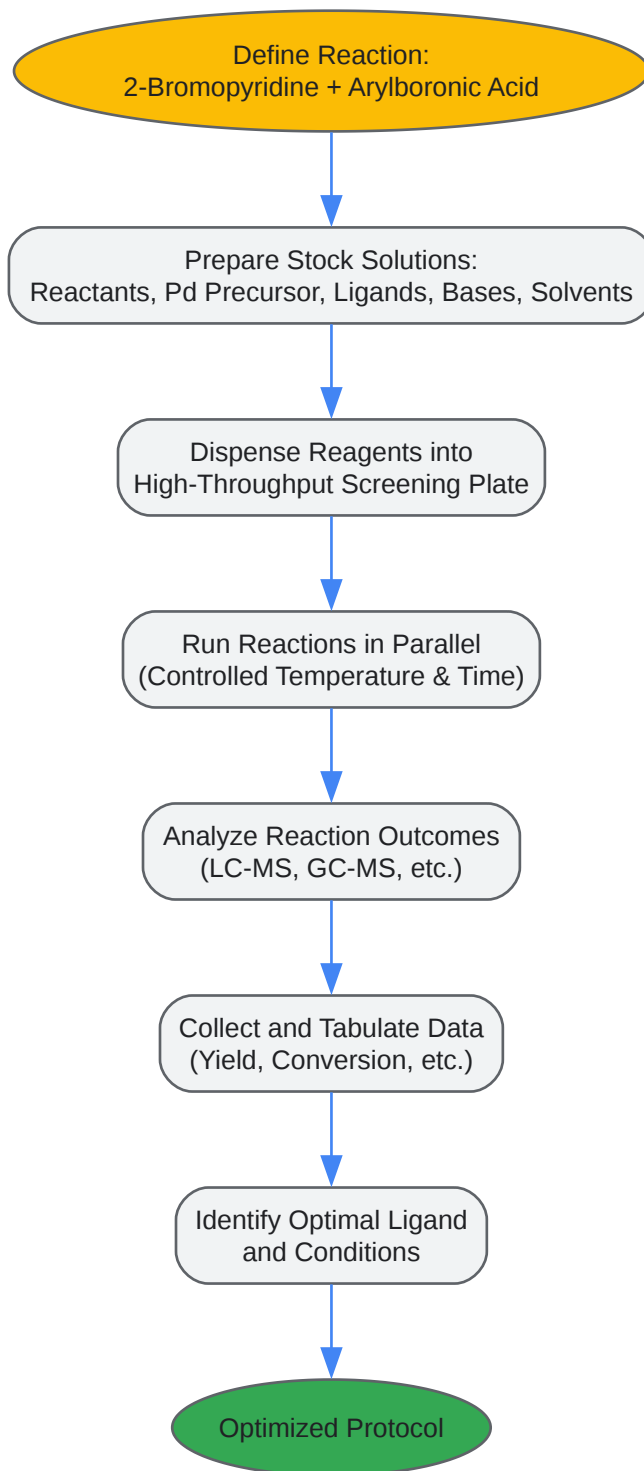 Define Reaction:
2-Bromopyridine + Arylboronic Acid
Prepare Stock Solutions:
Reactants, Pd Precursor, Ligands, Bases, Solvents
Dispense Reagents into
High-Throughput Screening Plate
Run Reactions in Parallel
(Controlled Temperature & Time)
Analyze Reaction Outcomes
(LC-MS, GC-MS, etc.)
Collect and Tabulate Data
(Yield, Conversion, etc.)
Identify Optimal Ligand
and Conditions
Optimized Protocol